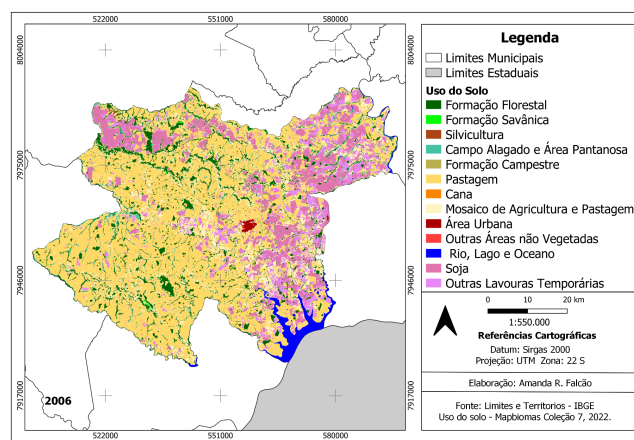 522000 551000 580000
8004000 8004000
7975000 7975000
7946000 7946000
7917000 7917000
2006
522000 551000 580000
Legenda
Limites Municipais
Limites Estaduais
Uso do Solo
Formação Florestal
Formação Savânica
Silvicultura
Campo Alagado e Área Pantanosa
Formação Campestre
Pastagem
Cana
Mosaico de Agricultura e Pastagem
Área Urbana
Outras Áreas não Vegetadas
Rio, Lago e Oceano
Soja
Outras Lavouras Temporárias
0 10 20 km
1:550.000
Referências Cartográficas
Datum: Sirgas 2000
Projeção: UTM Zona: 22 S
Elaboração: Amanda R. Falcão
Fonte: Limites e Territorios - IBGE
Uso do solo - Mapbiomas Coleção 7, 2022.